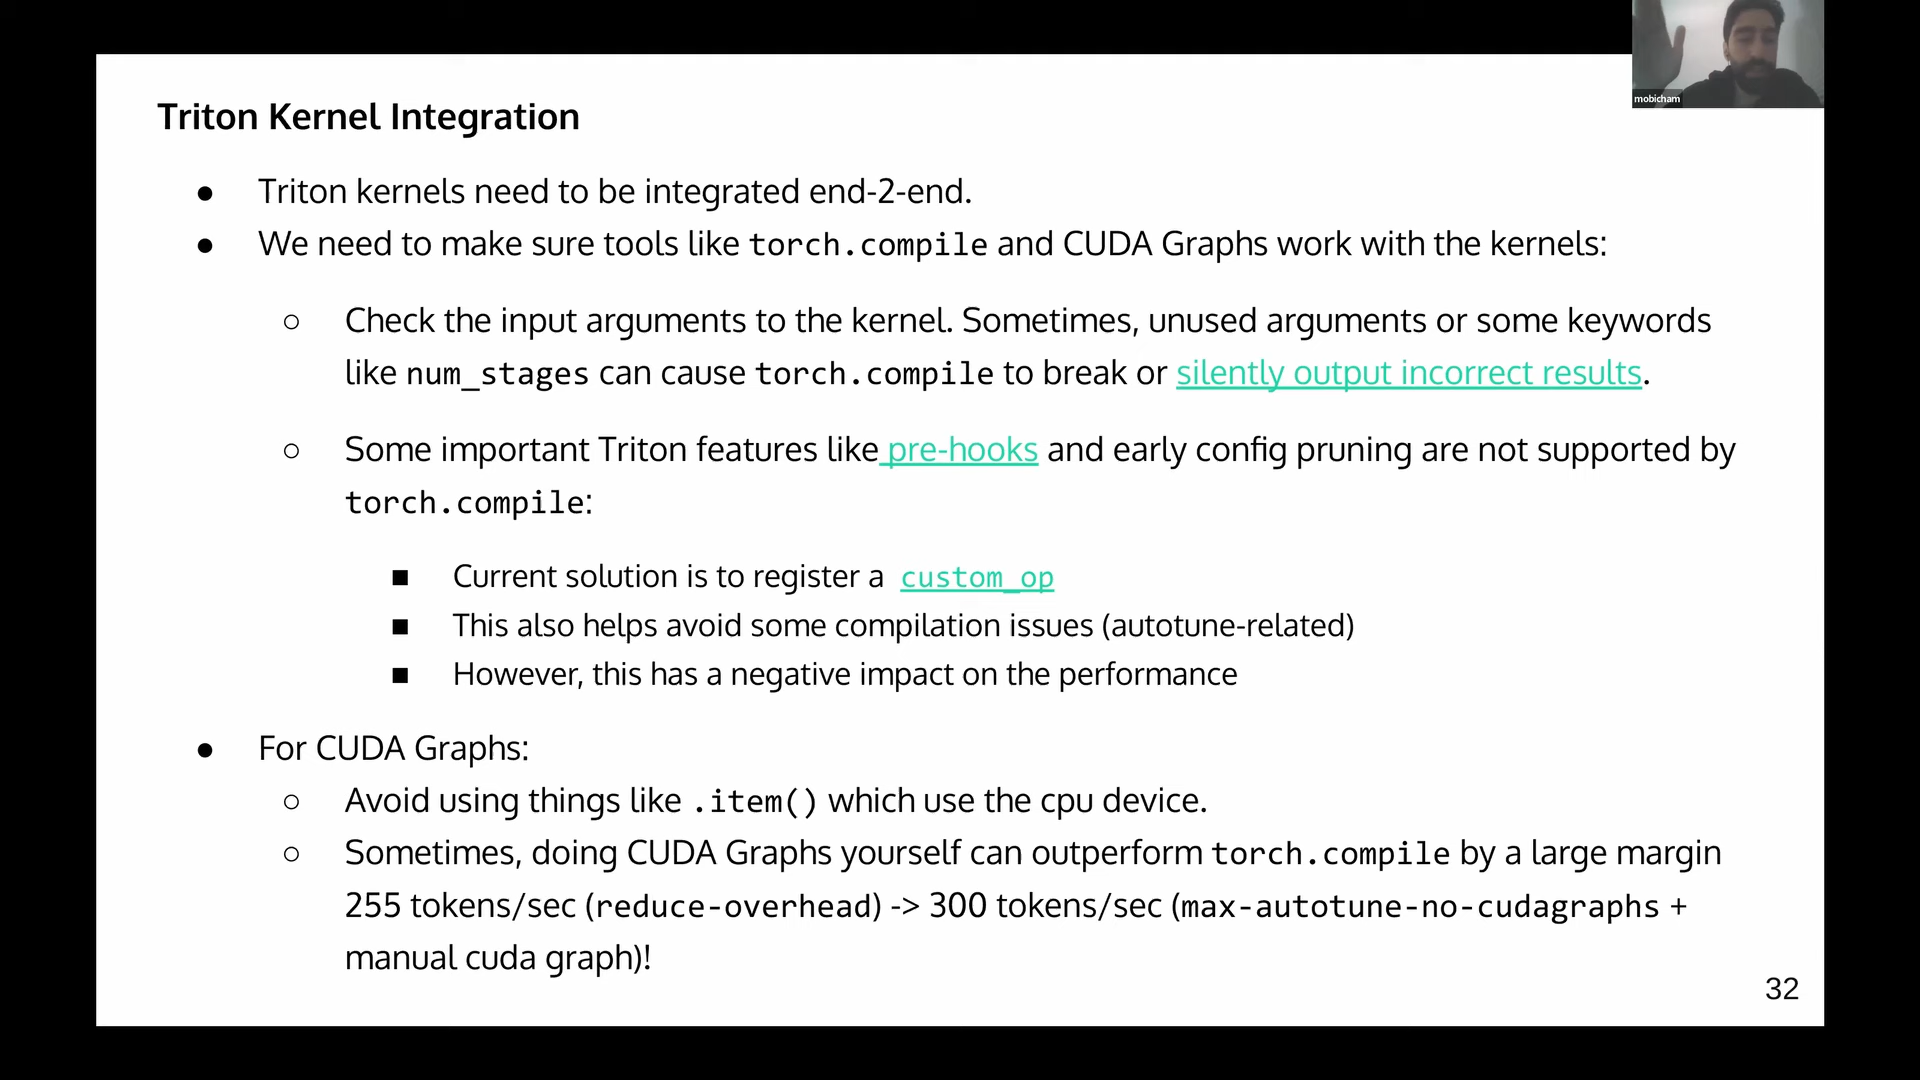 mobicham
Triton Kernel Integration
● Triton kernels need to be integrated end-2-end.
● We need to make sure tools like torch.compile and CUDA Graphs work with the kernels:
○ Check the input arguments to the kernel. Sometimes, unused arguments or some keywords
like num_stages can cause torch.compile to break or silently output incorrect results.
○ Some important Triton features like pre-hooks and early config pruning are not supported by
torch.compile:
■ Current solution is to register a custom_op
■ This also helps avoid some compilation issues (autotune-related)
■ However, this has a negative impact on the performance
● For CUDA Graphs:
○ Avoid using things like .item() which use the cpu device.
○ Sometimes, doing CUDA Graphs yourself can outperform torch.compile by a large margin
255 tokens/sec (reduce-overhead) -> 300 tokens/sec (max-autotune-no-cudagraphs +
manual cuda graph)!
32